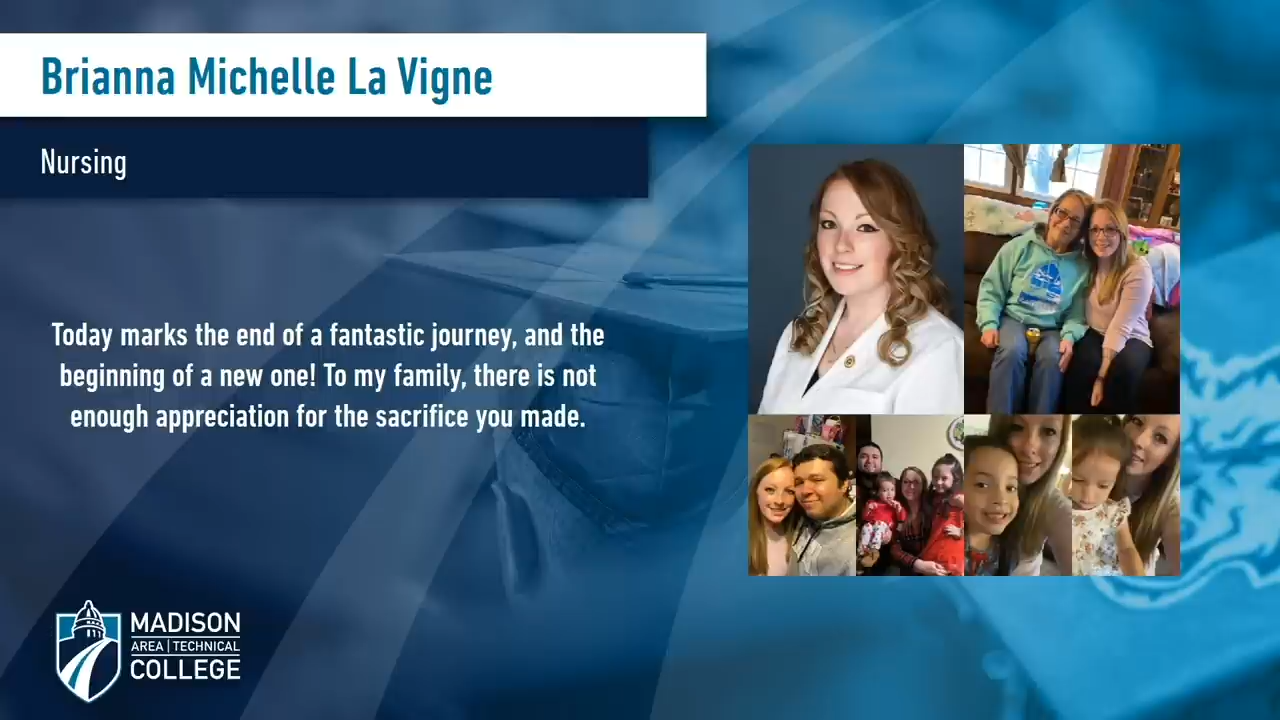 Brianna Michelle La Vigne
Nursing
Today marks the end of a fantastic journey, and the
beginning of a new one! To my family, there is not
enough appreciation for the sacrifice you made.
MADISON
AREA | TECHNICAL
COLLEGE